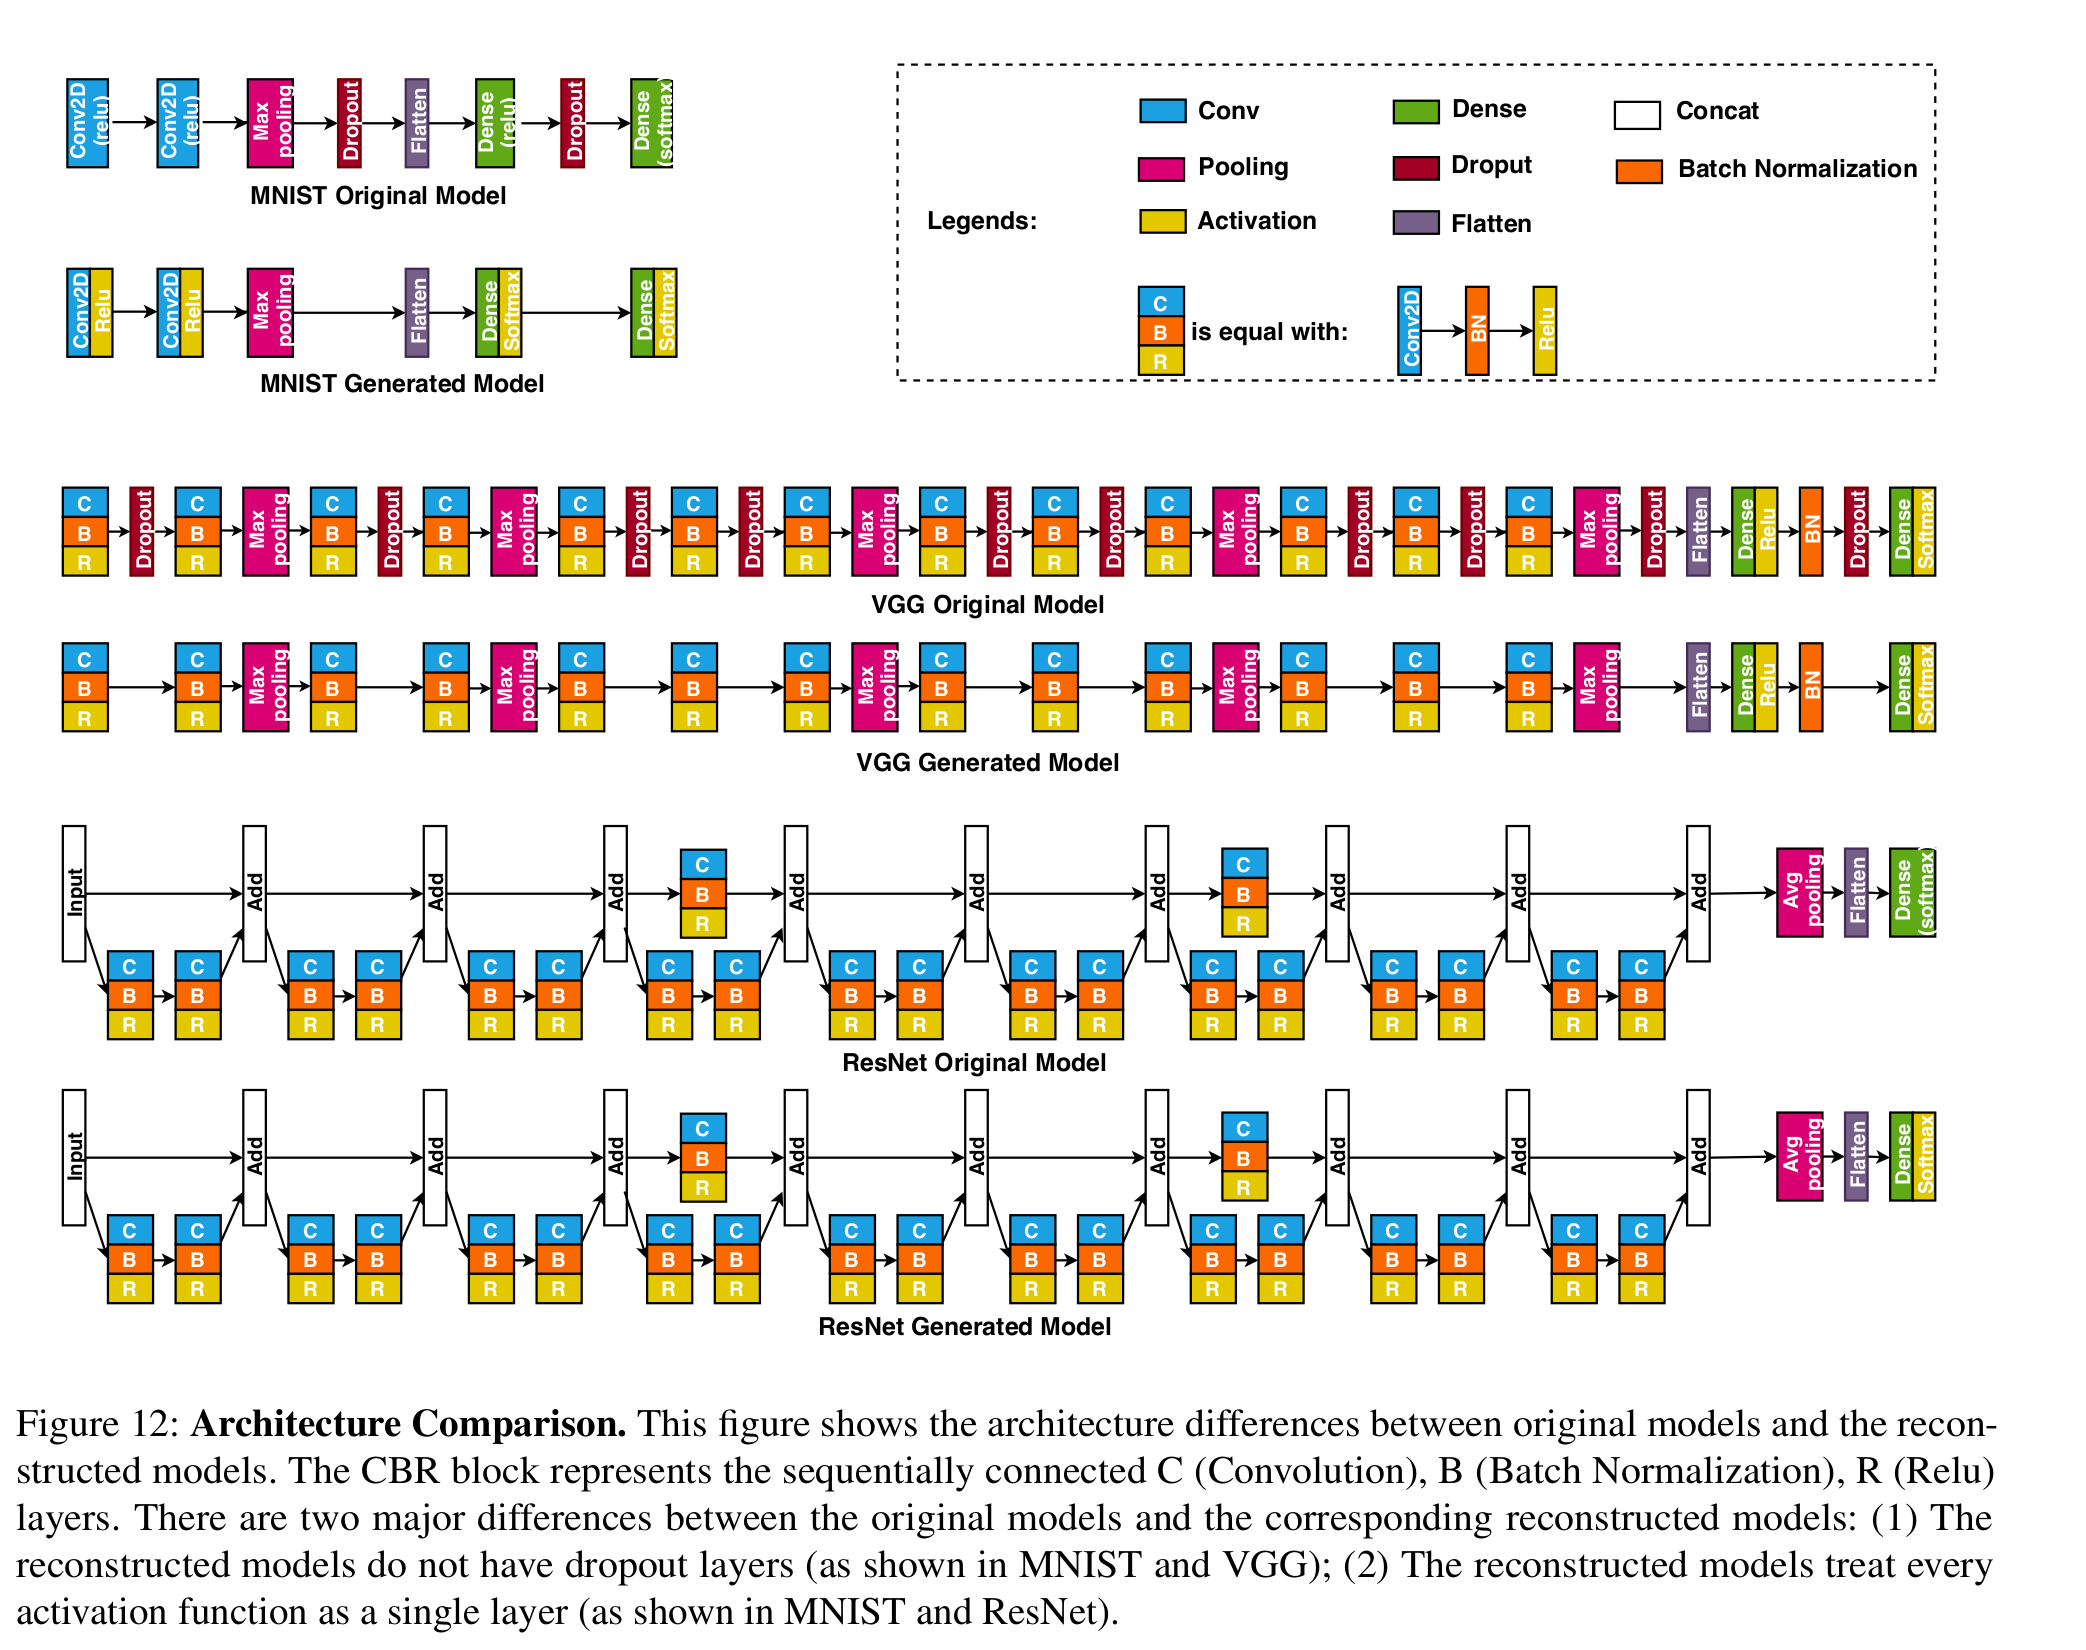 Conv2D (relu) Conv2D (relu) Max pooling Dropout Flatten Dense (relu) Dropout Dense (softmax)
MNIST Original Model
Conv2D Relu Conv2D Relu Max pooling Flatten Dense Softmax Dense Softmax
MNIST Generated Model
Conv Dense Concat
Pooling Droput Batch Normalization
Legends: Activation Flatten
C B R is equal with: Conv2D BN Relu
C B R Dropout C B R Max pooling C B R Dropout C B R Max pooling C B R Dropout C B R Dropout C B R Max pooling C B R Dropout C B R Dropout C B R Max pooling C B R Dropout C B R Dropout C B R Max pooling Dropout Flatten Dense Relu BN Dropout Dense Softmax
VGG Original Model
C B R C B R Max pooling C B R C B R Max pooling C B R C B R C B R Max pooling C B R C B R C B R Max pooling C B R C B R C B R Max pooling Flatten Dense Relu BN Dense Softmax
VGG Generated Model
Input Add Add Add C B R Add Add Add C B R Add Add Add Avg pooling Flatten Dense (softmax)
C B R C B R C B R C B R C B R C B R C B R C B R C B R C B R C B R C B R C B R C B R C B R C B R C B R C B R
ResNet Original Model
Input Add Add Add C B R Add Add Add C B R Add Add Add Avg pooling Flatten Dense Softmax
C B R C B R C B R C B R C B R C B R C B R C B R C B R C B R C B R C B R C B R C B R C B R C B R C B R C B R
ResNet Generated Model
Figure 12: Architecture Comparison. This figure shows the architecture differences between original models and the recon-
structed models. The CBR block represents the sequentially connected C (Convolution), B (Batch Normalization), R (Relu)
layers. There are two major differences between the original models and the corresponding reconstructed models: (1) The
reconstructed models do not have dropout layers (as shown in MNIST and VGG); (2) The reconstructed models treat every
activation function as a single layer (as shown in MNIST and ResNet).